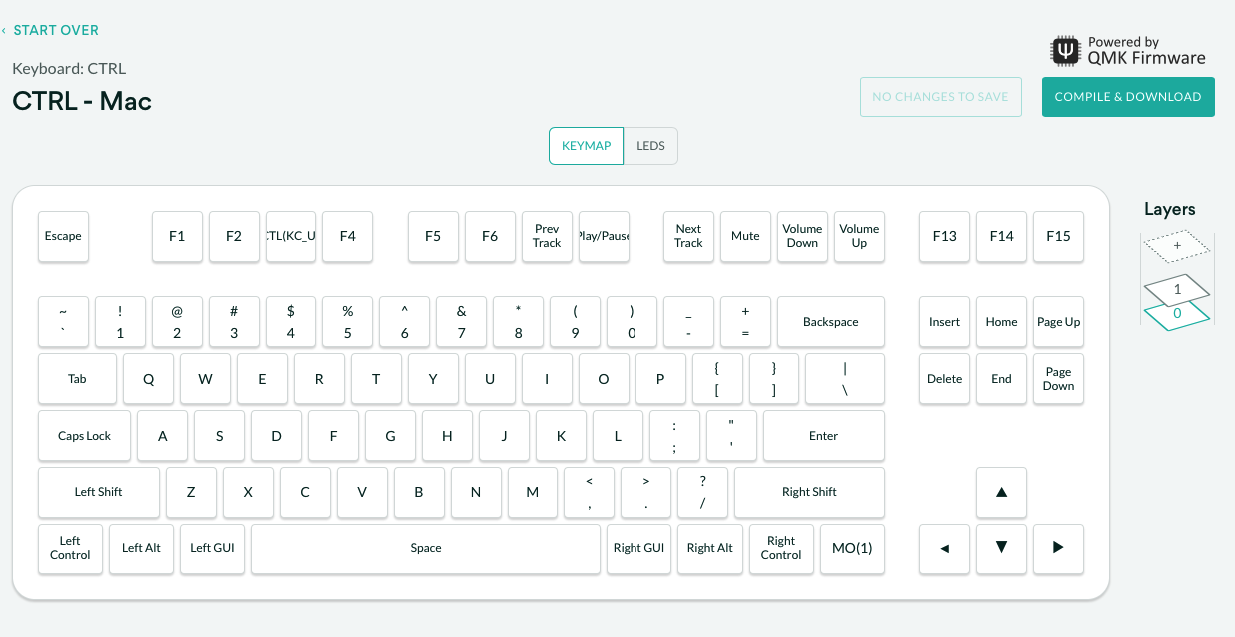 ‹ START OVER
Powered by
QMK Firmware
Keyboard: CTRL
CTRL - Mac
NO CHANGES TO SAVE
COMPILE & DOWNLOAD
KEYMAP LEDS
Layers
+
1
0
Escape F1 F2 CTL(KC_U F4 F5 F6 Prev Track Play/Pause Next Track Mute Volume Down Volume Up F13 F14 F15
~ ! @ # $ % ^ & * ( ) _ +
` 1 2 3 4 5 6 7 8 9 0 - = Backspace Insert Home Page Up
Tab Q W E R T Y U I O P { [ } ] | \ Delete End Page Down
Caps Lock A S D F G H J K L : ; " ' Enter
Left Shift Z X C V B N M < , > . ? / Right Shift ▲
Left Control Left Alt Left GUI Space Right GUI Right Alt Right Control MO(1) ◄ ▼ ►